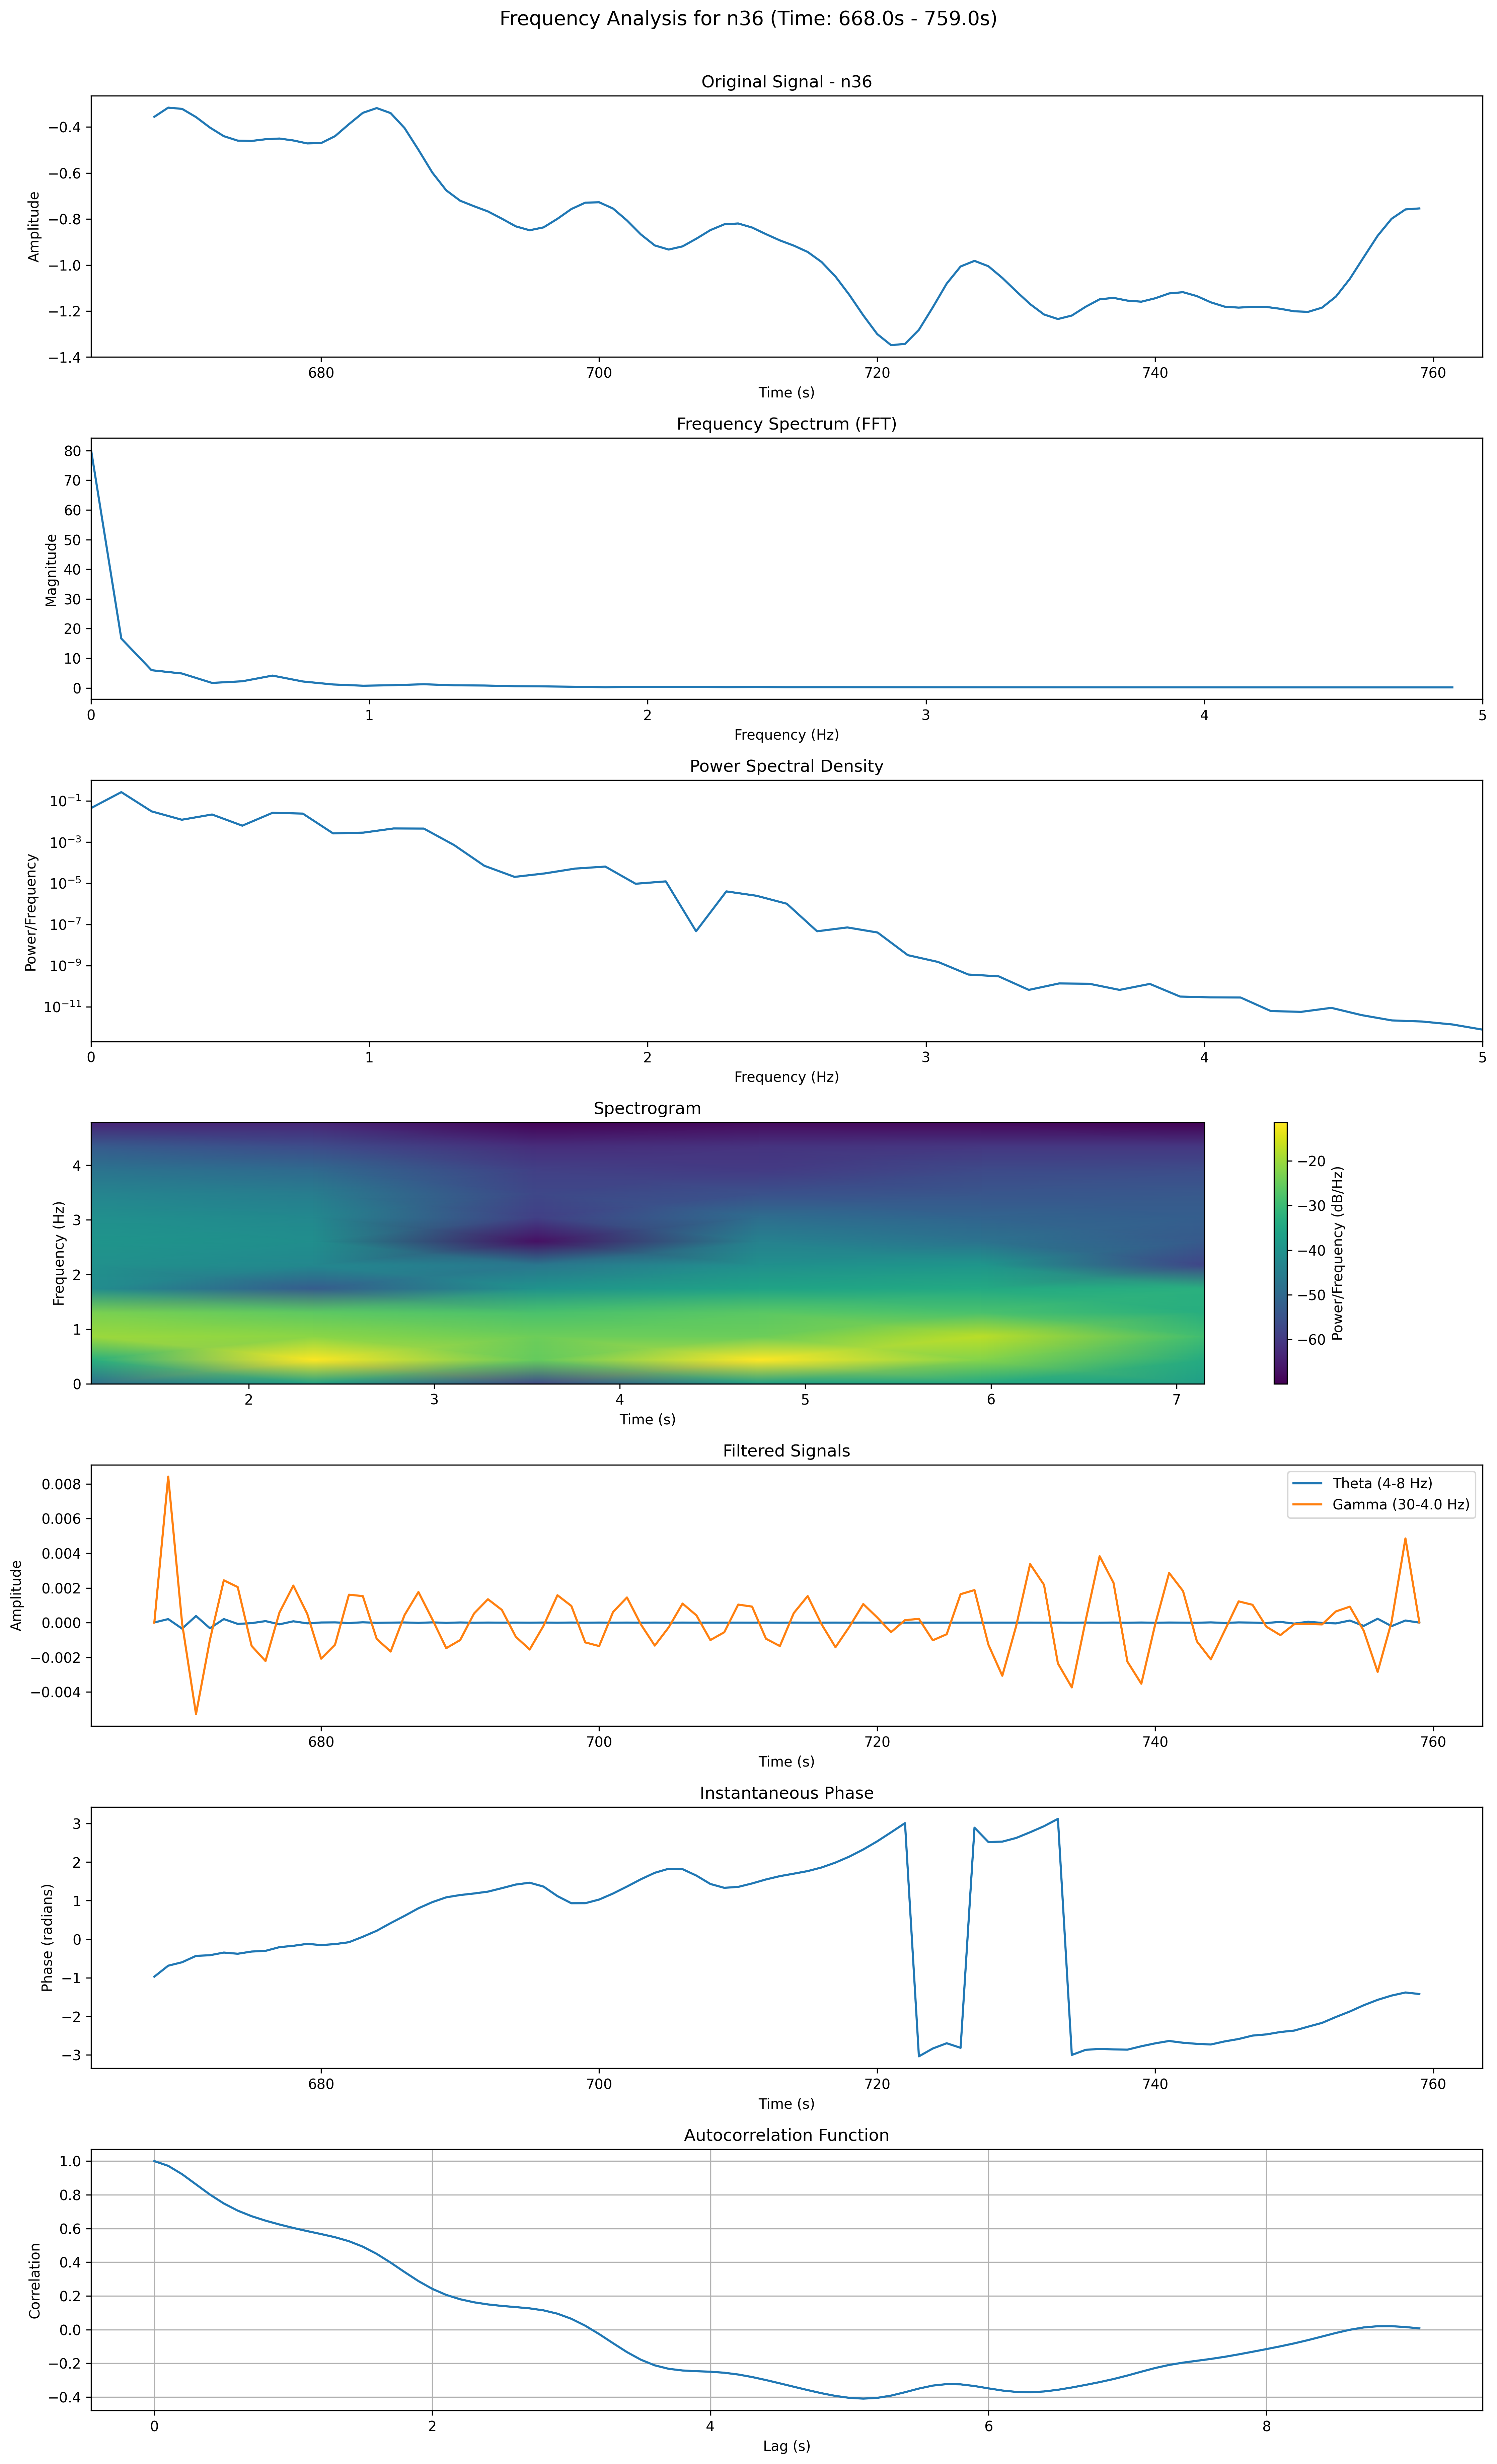 Frequency Analysis for n36 (Time: 668.0s - 759.0s)
Original Signal - n36
Amplitude
−0.4
−0.6
−0.8
−1.0
−1.2
−1.4
680 700 720 740 760
Time (s)
Frequency Spectrum (FFT)
Magnitude
80
70
60
50
40
30
20
10
0
0 1 2 3 4 5
Frequency (Hz)
Power Spectral Density
Power/Frequency
10⁻¹
10⁻³
10⁻⁵
10⁻⁷
10⁻⁹
10⁻¹¹
0 1 2 3 4 5
Frequency (Hz)
Spectrogram
Frequency (Hz)
4
3
2
1
0
2 3 4 5 6 7
Time (s)
−20
−30
−40
−50
−60
Power/Frequency (dB/Hz)
Filtered Signals
Amplitude
0.008
0.006
0.004
0.002
0.000
−0.002
−0.004
Theta (4-8 Hz)
Gamma (30-4.0 Hz)
680 700 720 740 760
Time (s)
Instantaneous Phase
Phase (radians)
3
2
1
0
−1
−2
−3
680 700 720 740 760
Time (s)
Autocorrelation Function
Correlation
1.0
0.8
0.6
0.4
0.2
0.0
−0.2
−0.4
0 2 4 6 8
Lag (s)